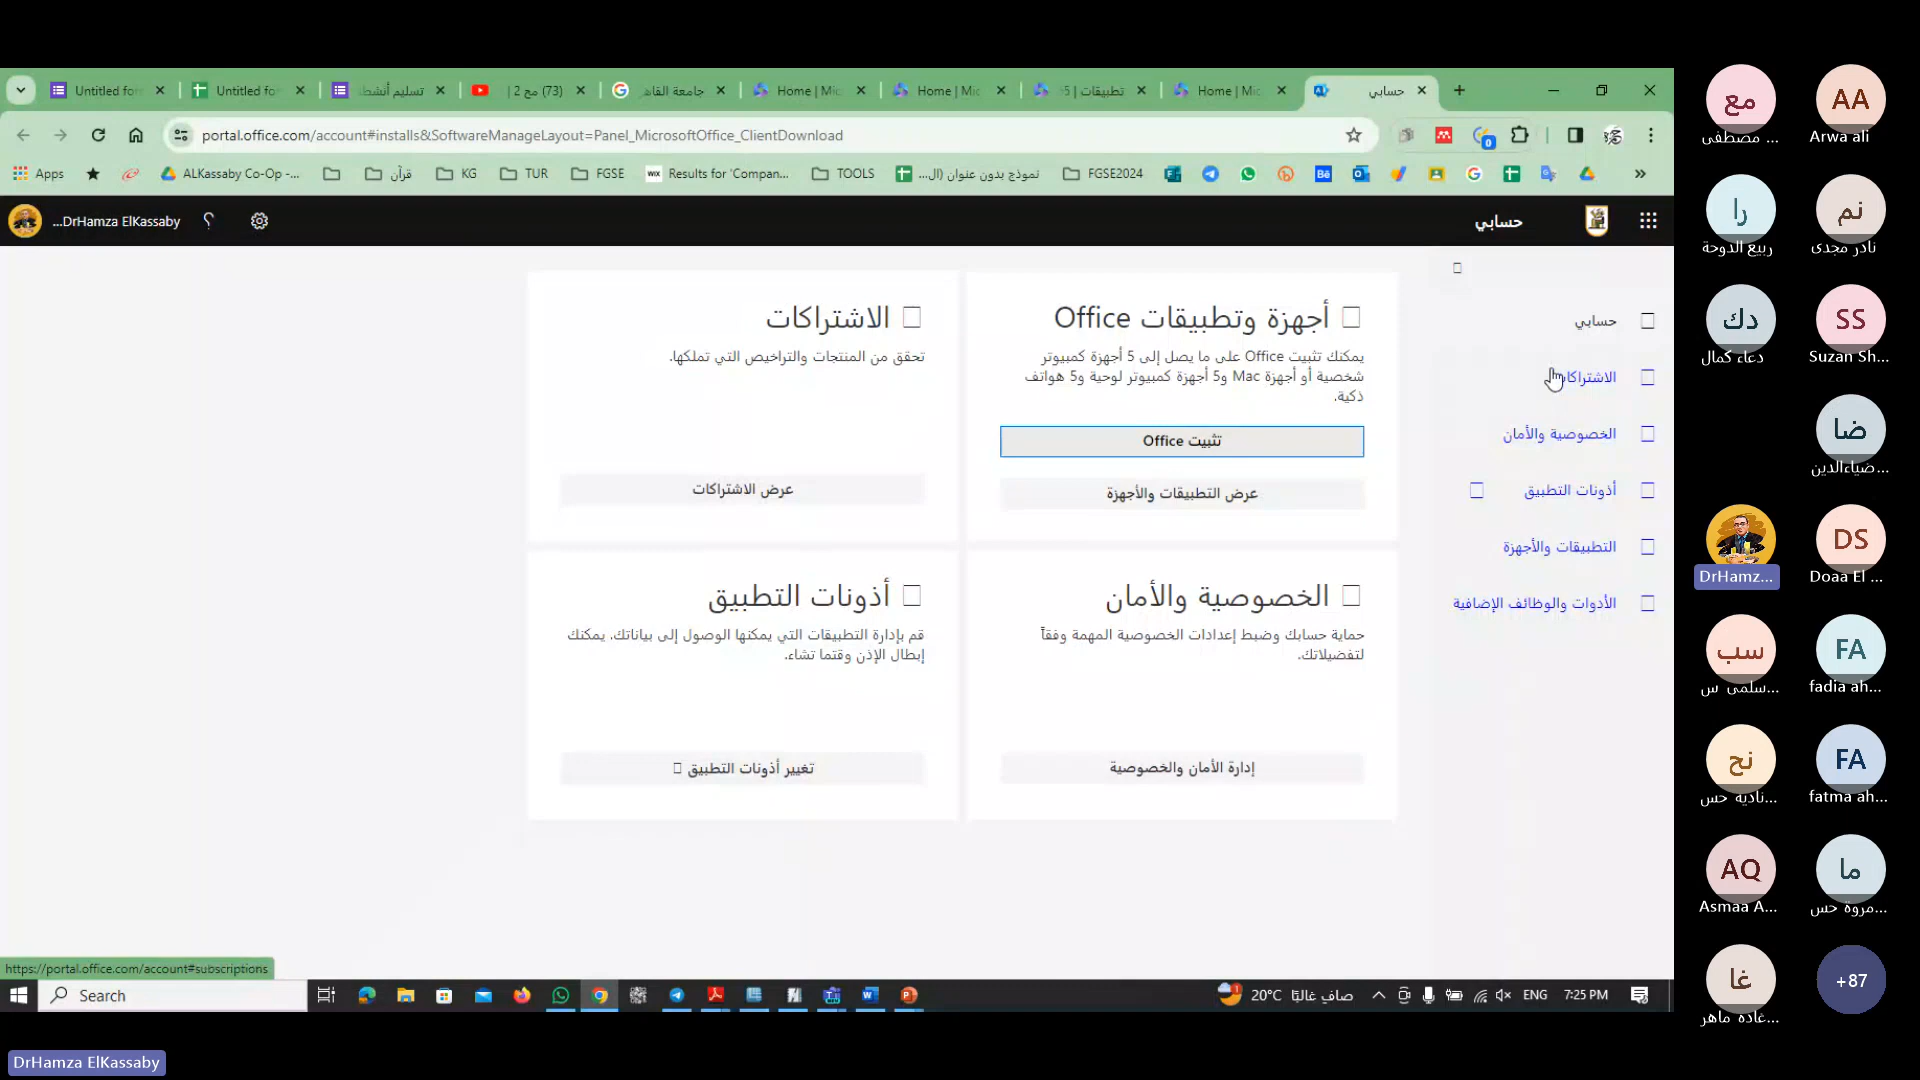 Untitled for
Untitled fo
تسليم أنشط
(73) مح 2 |
جامعة القاه
Home | Mic
Home | Mic
تطبيقات | 5
Home | Mic
حسابي
portal.office.com/account#installs&SoftwareManageLayout=Panel_MicrosoftOffice_ClientDownload
Apps
ALKassaby Co-Op -...
قرآن
KG
TUR
FGSE
WIX
Results for 'Compan...
TOOLS
نموذج بدون عنوان (ال...
FGSE2024
Bē
»
...DrHamza ElKassaby
حسابي
حسابي
الاشتراكات
الخصوصية والأمان
أذونات التطبيق
التطبيقات والأجهزة
الأدوات والوظائف الإضافية
أجهزة وتطبيقات Office
يمكنك تثبيت Office على ما يصل إلى 5 أجهزة كمبيوتر
شخصية أو أجهزة Mac و5 أجهزة كمبيوتر لوحية و5 هواتف
ذكية.
تثبيت Office
عرض التطبيقات والأجهزة
الاشتراكات
تحقق من المنتجات والتراخيص التي تملكها.
عرض الاشتراكات
الخصوصية والأمان
حماية حسابك وضبط إعدادات الخصوصية المهمة وفقاً
لتفضيلاتك.
إدارة الأمان والخصوصية
أذونات التطبيق
قم بإدارة التطبيقات التي يمكنها الوصول إلى بياناتك. يمكنك
إبطال الإذن وقتما تشاء.
تغيير أذونات التطبيق
https://portal.office.com/account#subscriptions
Search
20°C صافٍ غالبًا
ENG
7:25 PM
DrHamza ElKassaby
مع
... مصطفى
AA
Arwa ali
را
ربيع الدوحة
نم
نادر مجدى
دك
دعاء كمال
SS
Suzan Sh...
ضا
...ضياءالدين
DrHamz...
DS
Doaa El ...
سب
...سلمى س
FA
fadia ah...
نح
...نادية حس
FA
fatma ah...
AQ
Asmaa A...
ما
...مروة حس
غا
...غاده ماهر
+87